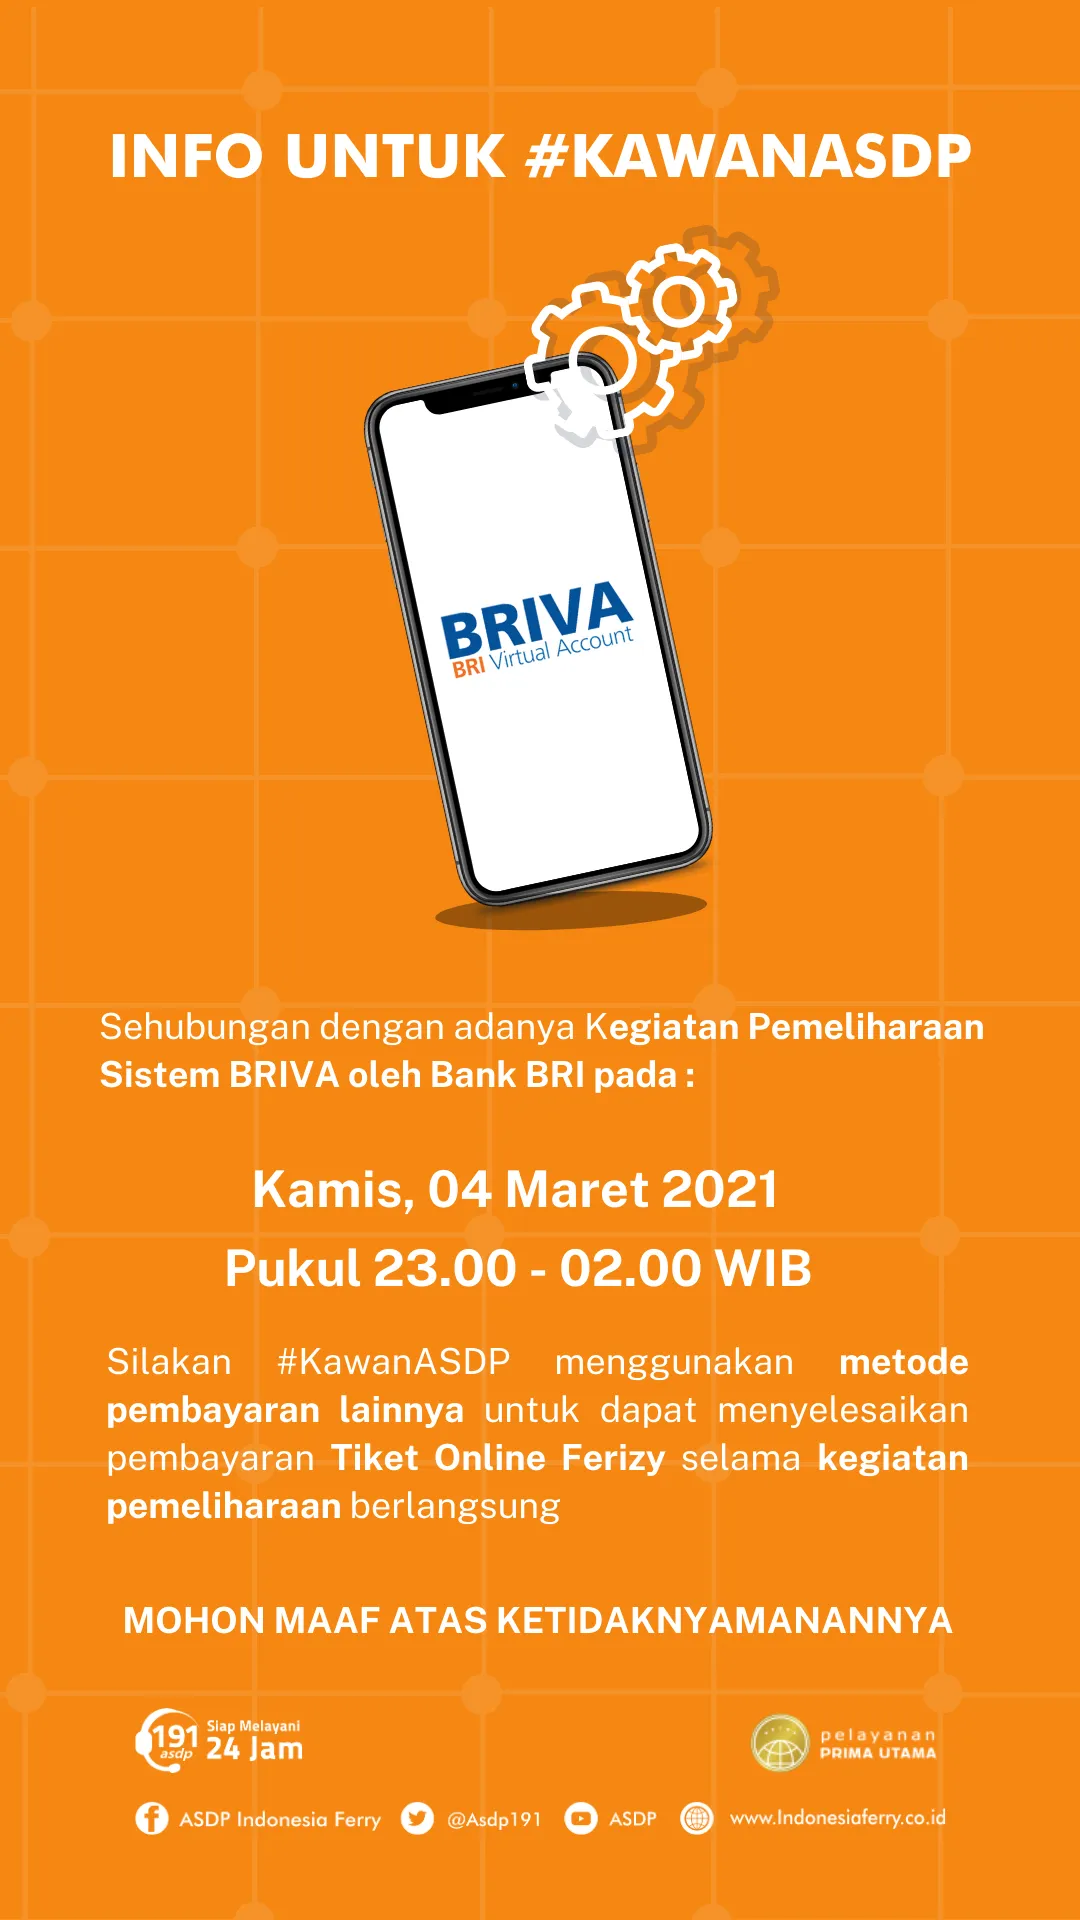 INFO UNTUK #KAWANASDP
BRIVA
BRI Virtual Account
Sehubungan dengan adanya Kegiatan Pemeliharaan
Sistem BRIVA oleh Bank BRI pada :
Kamis, 04 Maret 2021
Pukul 23.00 - 02.00 WIB
Silakan #KawanASDP menggunakan metode
pembayaran lainnya untuk dapat menyelesaikan
pembayaran Tiket Online Ferizy selama kegiatan
pemeliharaan berlangsung
MOHON MAAF ATAS KETIDAKNYAMANANNYA
191 asdp
Siap Melayani
24 Jam
pelayanan
PRIMA UTAMA
ASDP Indonesia Ferry @Asdp191 ASDP www.Indonesiaferry.co.id